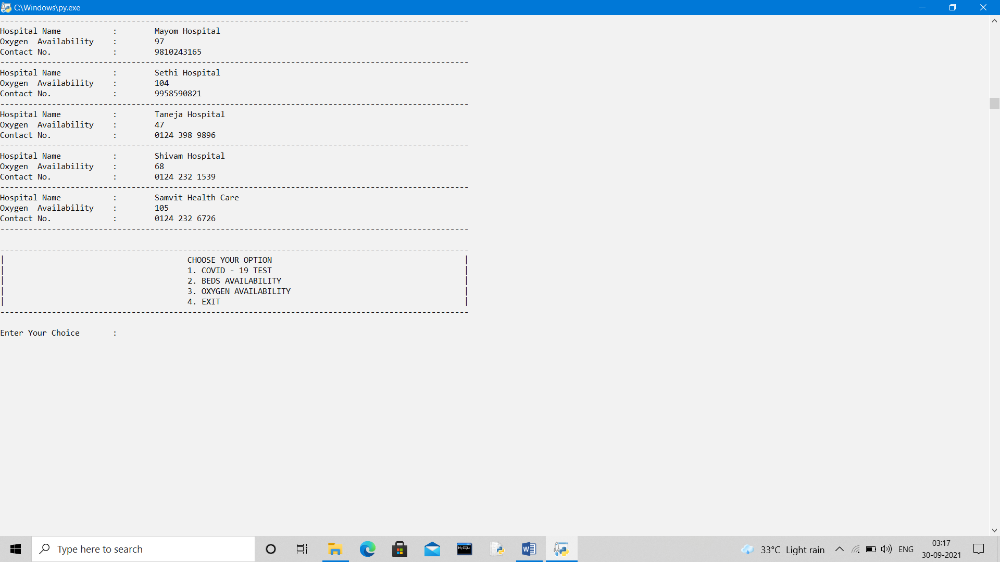 C:\Windows\py.exe
----------------------------------------------------------------------------------------------------
Hospital Name           :        Mayom Hospital
Oxygen  Availability    :        97
Contact No.             :        9810243165
----------------------------------------------------------------------------------------------------
Hospital Name           :        Sethi Hospital
Oxygen  Availability    :        104
Contact No.             :        9958590821
----------------------------------------------------------------------------------------------------
Hospital Name           :        Taneja Hospital
Oxygen  Availability    :        47
Contact No.             :        0124 398 9896
----------------------------------------------------------------------------------------------------
Hospital Name           :        Shivam Hospital
Oxygen  Availability    :        68
Contact No.             :        0124 232 1539
----------------------------------------------------------------------------------------------------
Hospital Name           :        Samvit Health Care
Oxygen  Availability    :        105
Contact No.             :        0124 232 6726
----------------------------------------------------------------------------------------------------
----------------------------------------------------------------------------------------------------
|                                       CHOOSE YOUR OPTION                                         |
|                                       1. COVID - 19 TEST                                         |
|                                       2. BEDS AVAILABILITY                                       |
|                                       3. OXYGEN AVAILABILITY                                     |
|                                       4. EXIT                                                    |
----------------------------------------------------------------------------------------------------
Enter Your Choice       :
Type here to search
MySQL
W
33°C Light rain
ENG
03:17
30-09-2021